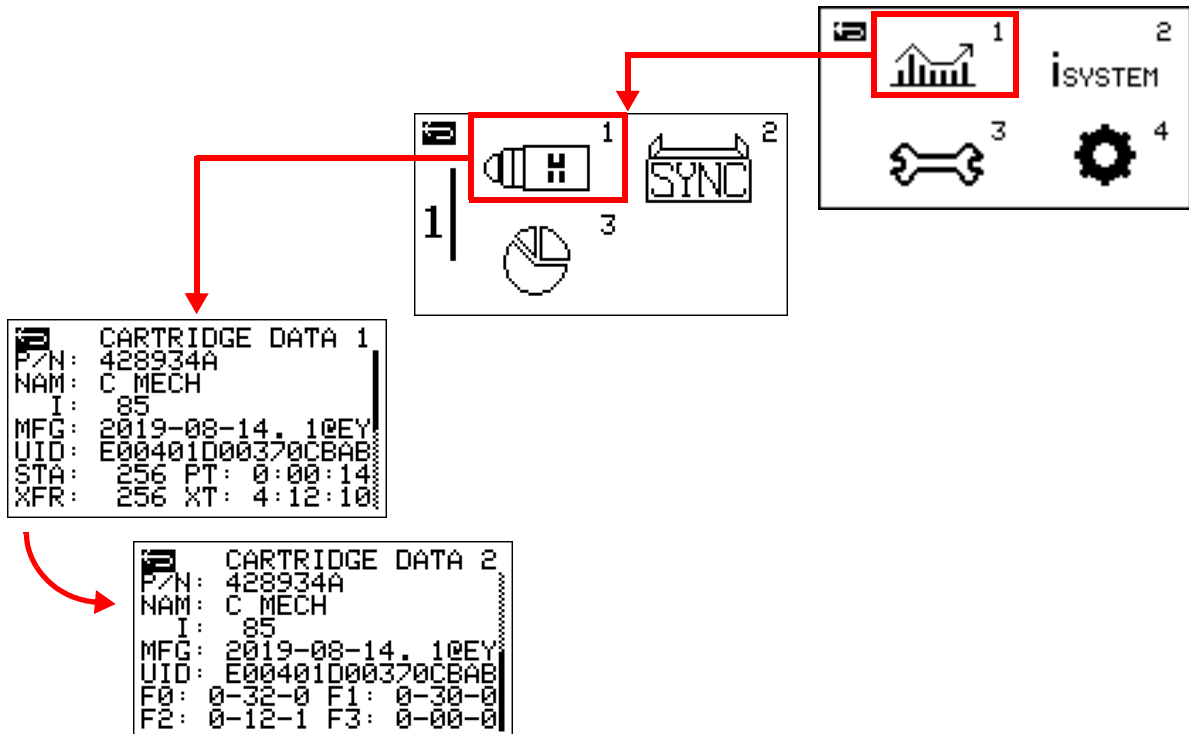 1
2
iSYSTEM
3
4
1
2
SYNC
1
3
CARTRIDGE DATA 1
P/N: 428934A
NAM: C MECH
I: 85
MFG: 2019-08-14. 1@EY
UID: E00401D00370CBAB
STA: 256 PT: 0:00:14
XFR: 256 XT: 4:12:10
CARTRIDGE DATA 2
P/N: 428934A
NAM: C MECH
I: 85
MFG: 2019-08-14. 1@EY
UID: E00401D00370CBAB
F0: 0-32-0 F1: 0-30-0
F2: 0-12-1 F3: 0-00-0